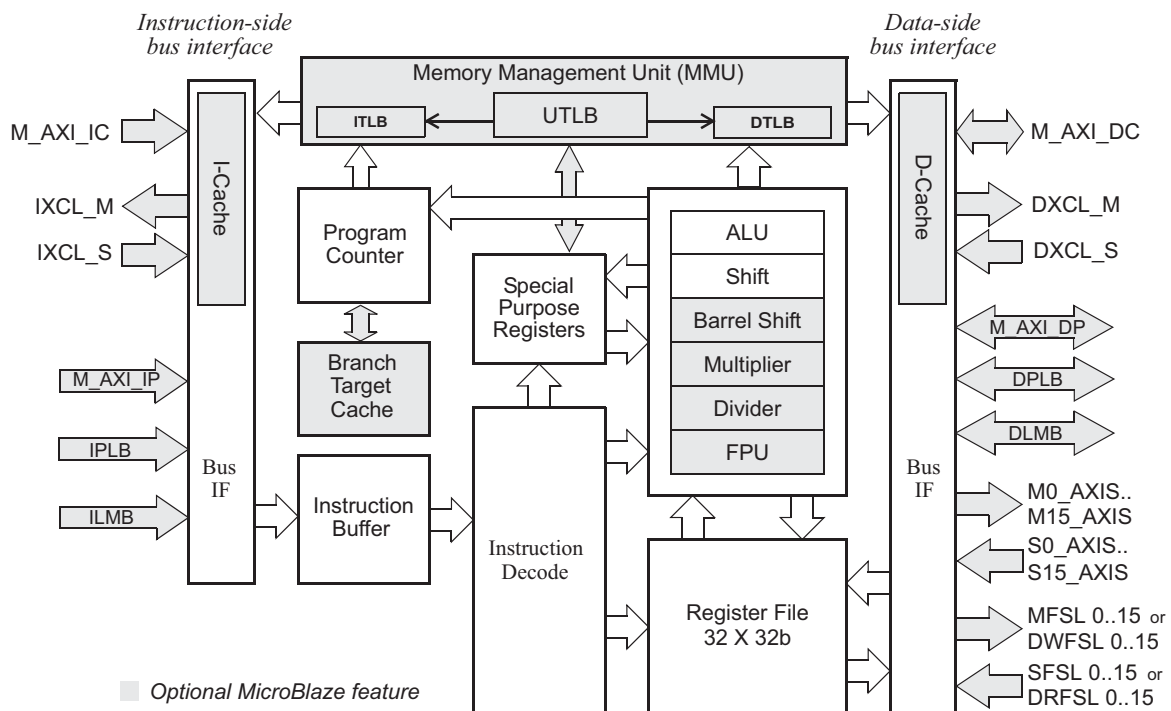 Instruction-side
bus interface
Data-side
bus interface
Memory Management Unit (MMU)
ITLB
UTLB
DTLB
M_AXI_IC
IXCL_M
IXCL_S
I-Cache
M_AXI_IP
IPLB
ILMB
Bus
IF
Program
Counter
Branch
Target
Cache
Instruction
Buffer
Special
Purpose
Registers
Instruction
Decode
ALU
Shift
Barrel Shift
Multiplier
Divider
FPU
Register File
32 X 32b
D-Cache
Bus
IF
M_AXI_DC
DXCL_M
DXCL_S
M_AXI_DP
DPLB
DLMB
M0_AXIS..
M15_AXIS
S0_AXIS..
S15_AXIS
MFSL 0..15 or
DWFSL 0..15
SFSL 0..15 or
DRFSL 0..15
Optional MicroBlaze feature